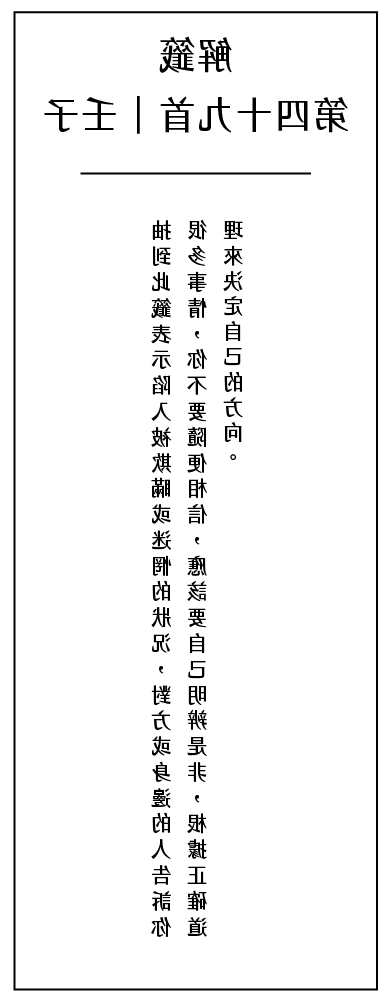 解籤
第四十九首｜壬子
抽到此籤表示陷入被欺瞞或迷惘的狀況，對方或身邊的人告訴你
很多事情，你不要隨便相信，應該要自己明辨是非，根據正確道
理來決定自己的方向。